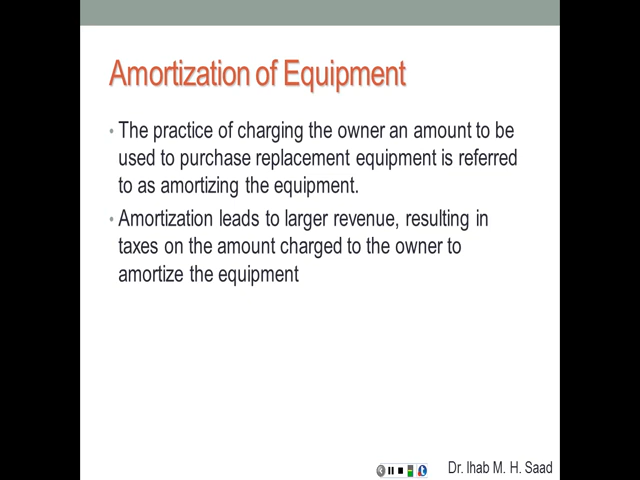 Amortization of Equipment
• The practice of charging the owner an amount to be
used to purchase replacement equipment is referred
to as amortizing the equipment.
• Amortization leads to larger revenue, resulting in
taxes on the amount charged to the owner to
amortize the equipment
Dr. Ihab M. H. Saad